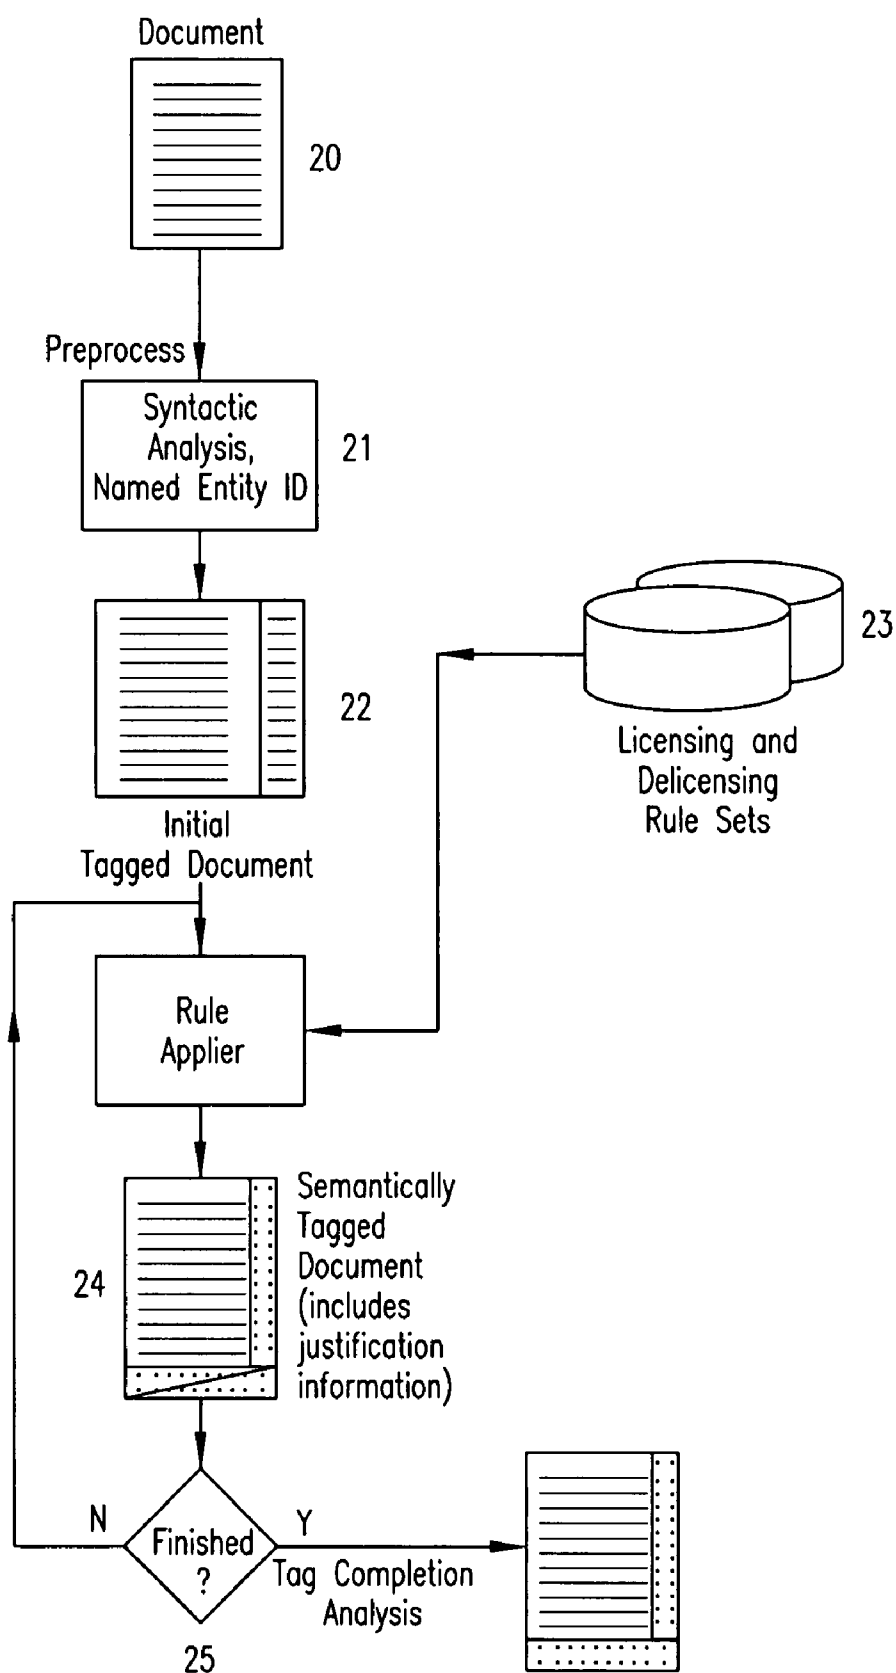 Document
20
Preprocess
Syntactic
Analysis,
Named Entity ID
21
22
Initial
Tagged Document
23
Licensing and
Delicensing
Rule Sets
Rule
Applier
24
Semantically
Tagged
Document
(includes
justification
information)
N
Finished
?
Y
Tag Completion
Analysis
25